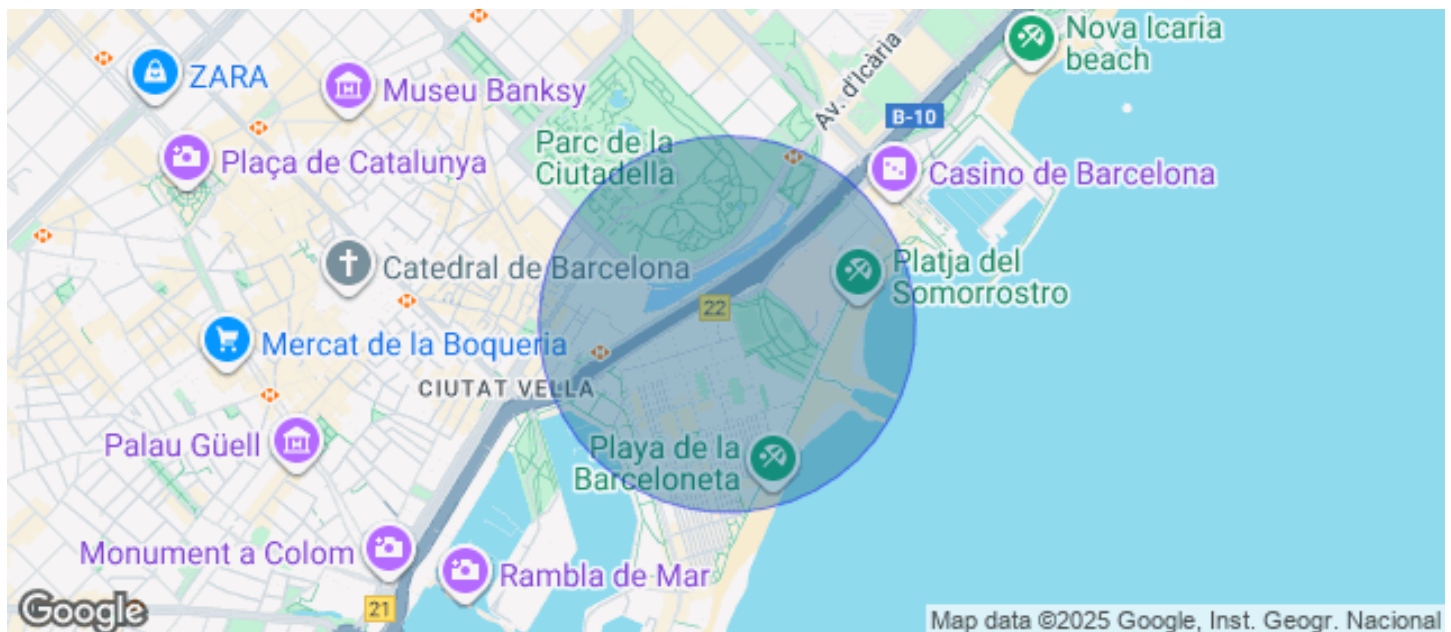 Nova Icaria
beach
ZARA
Museu Banksy
Av. d'Icària
B-10
Parc de la
Ciutadella
Plaça de Catalunya
Casino de Barcelona
Catedral de Barcelona
Platja del
Somorrostro
22
Mercat de la Boqueria
CIUTAT VELLA
Palau Güell
Playa de la
Barceloneta
Monument a Colom
Rambla de Mar
21
Google
Map data ©2025 Google, Inst. Geogr. Nacional